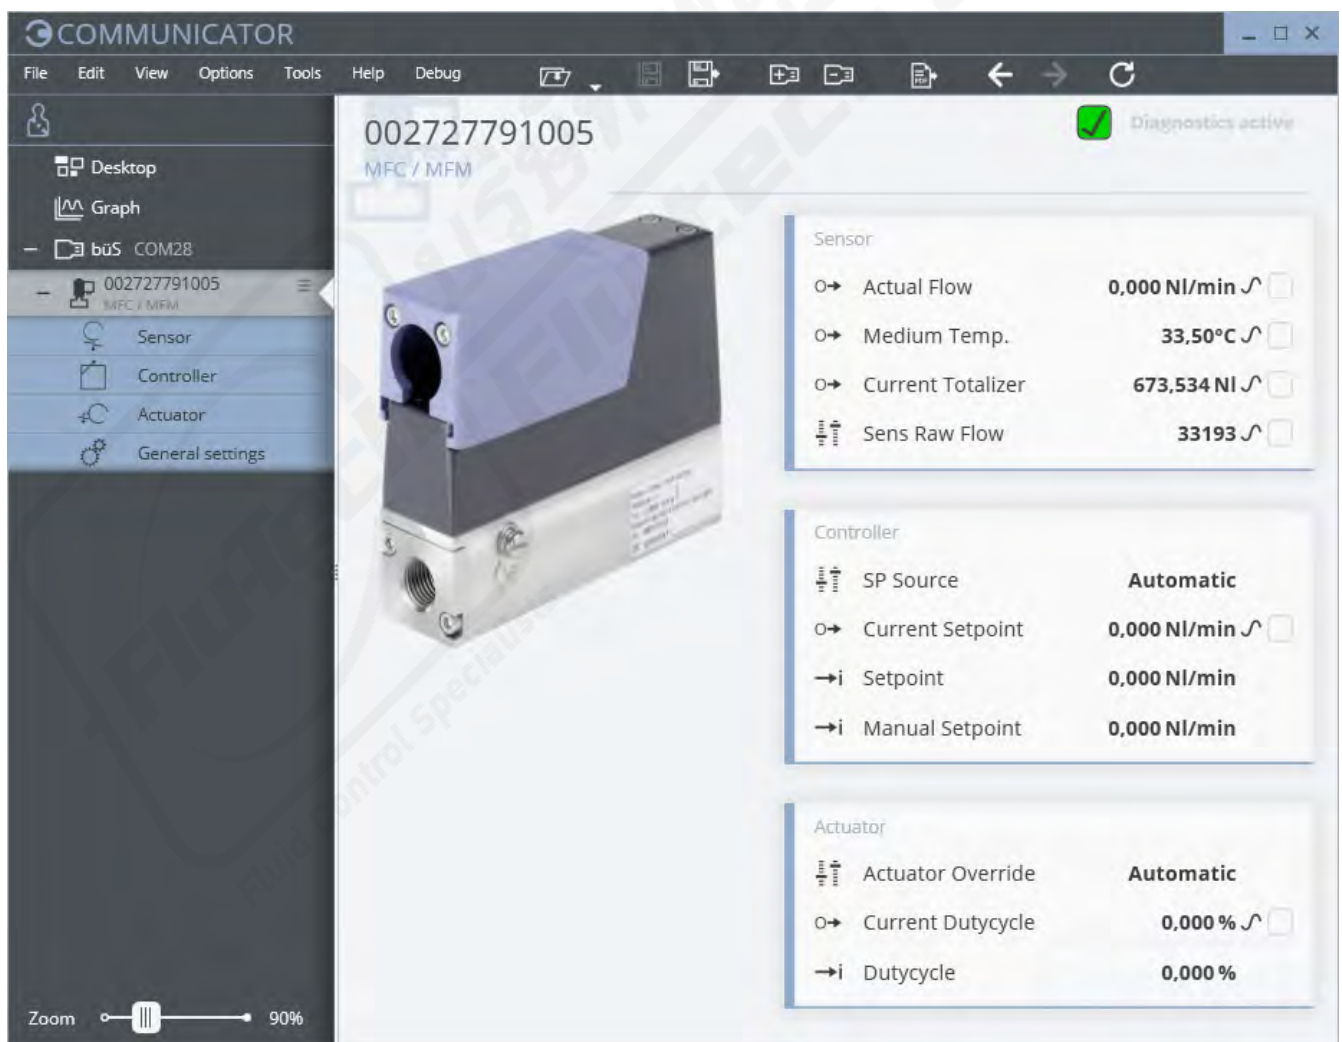 COMMUNICATOR
File Edit View Options Tools Help Debug
002727791005
MFC / MFM
Diagnostics active
Desktop
Graph
büS COM28
002727791005
MFC / MFM
Sensor
Controller
Actuator
General settings
Sensor
Actual Flow 0,000 Nl/min
Medium Temp. 33,50°C
Current Totalizer 673,534 Nl
Sens Raw Flow 33193
Controller
SP Source Automatic
Current Setpoint 0,000 Nl/min
Setpoint 0,000 Nl/min
Manual Setpoint 0,000 Nl/min
Actuator
Actuator Override Automatic
Current Dutycycle 0,000 %
Dutycycle 0,000 %
Zoom 90%
Flutech
Fluid Control Specialist